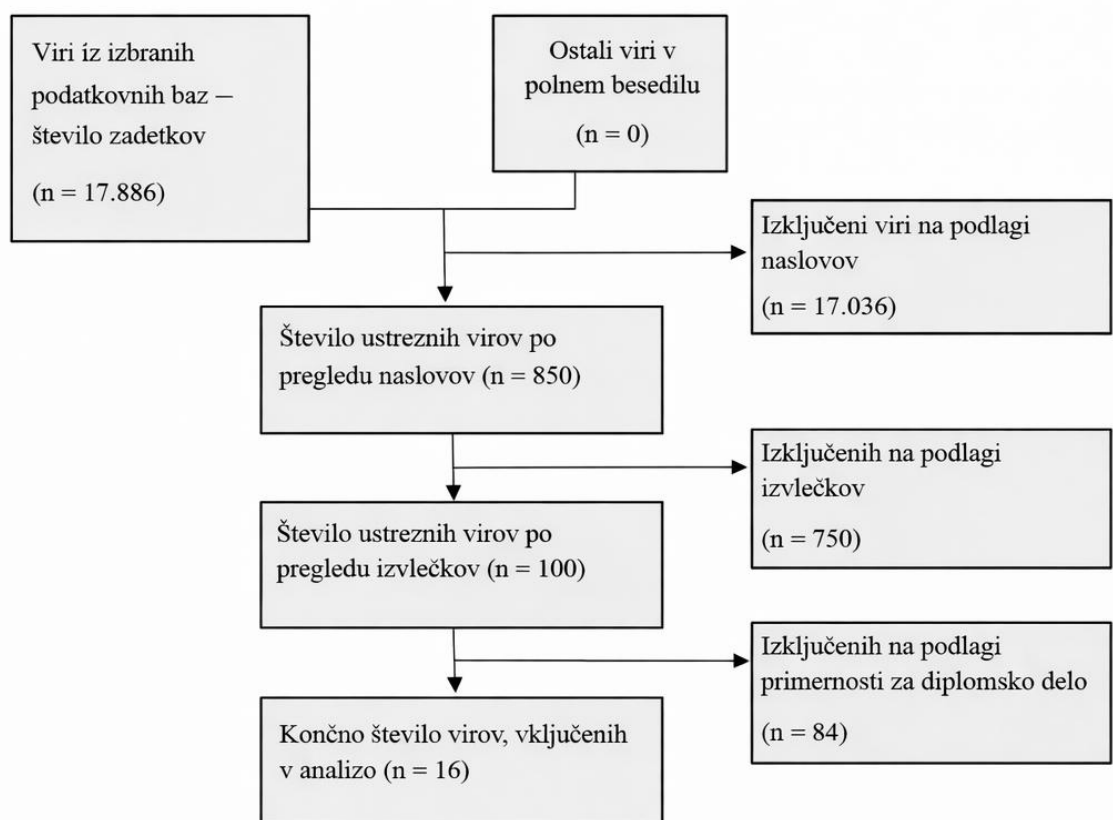 Viri íz izbranih
podatkovnih baz –
število zadetkov
(n = 17.886)
Ostali viri v
polnem besedilu
(n = 0)
Izključeni viri na podlagi
naslovov
(n = 17.036)
Število ustreznih virov po
pregledu naslovov (n = 850)
Izključenih na podlagi
izvlečkov
(n = 750)
Število ustreznih virov po
pregledu izvlečkov (n = 100)
Izključenih na podlagi
primernosti za diplomsko delo
(n = 84)
Končno število virov, vključenih
v analizo (n = 16)